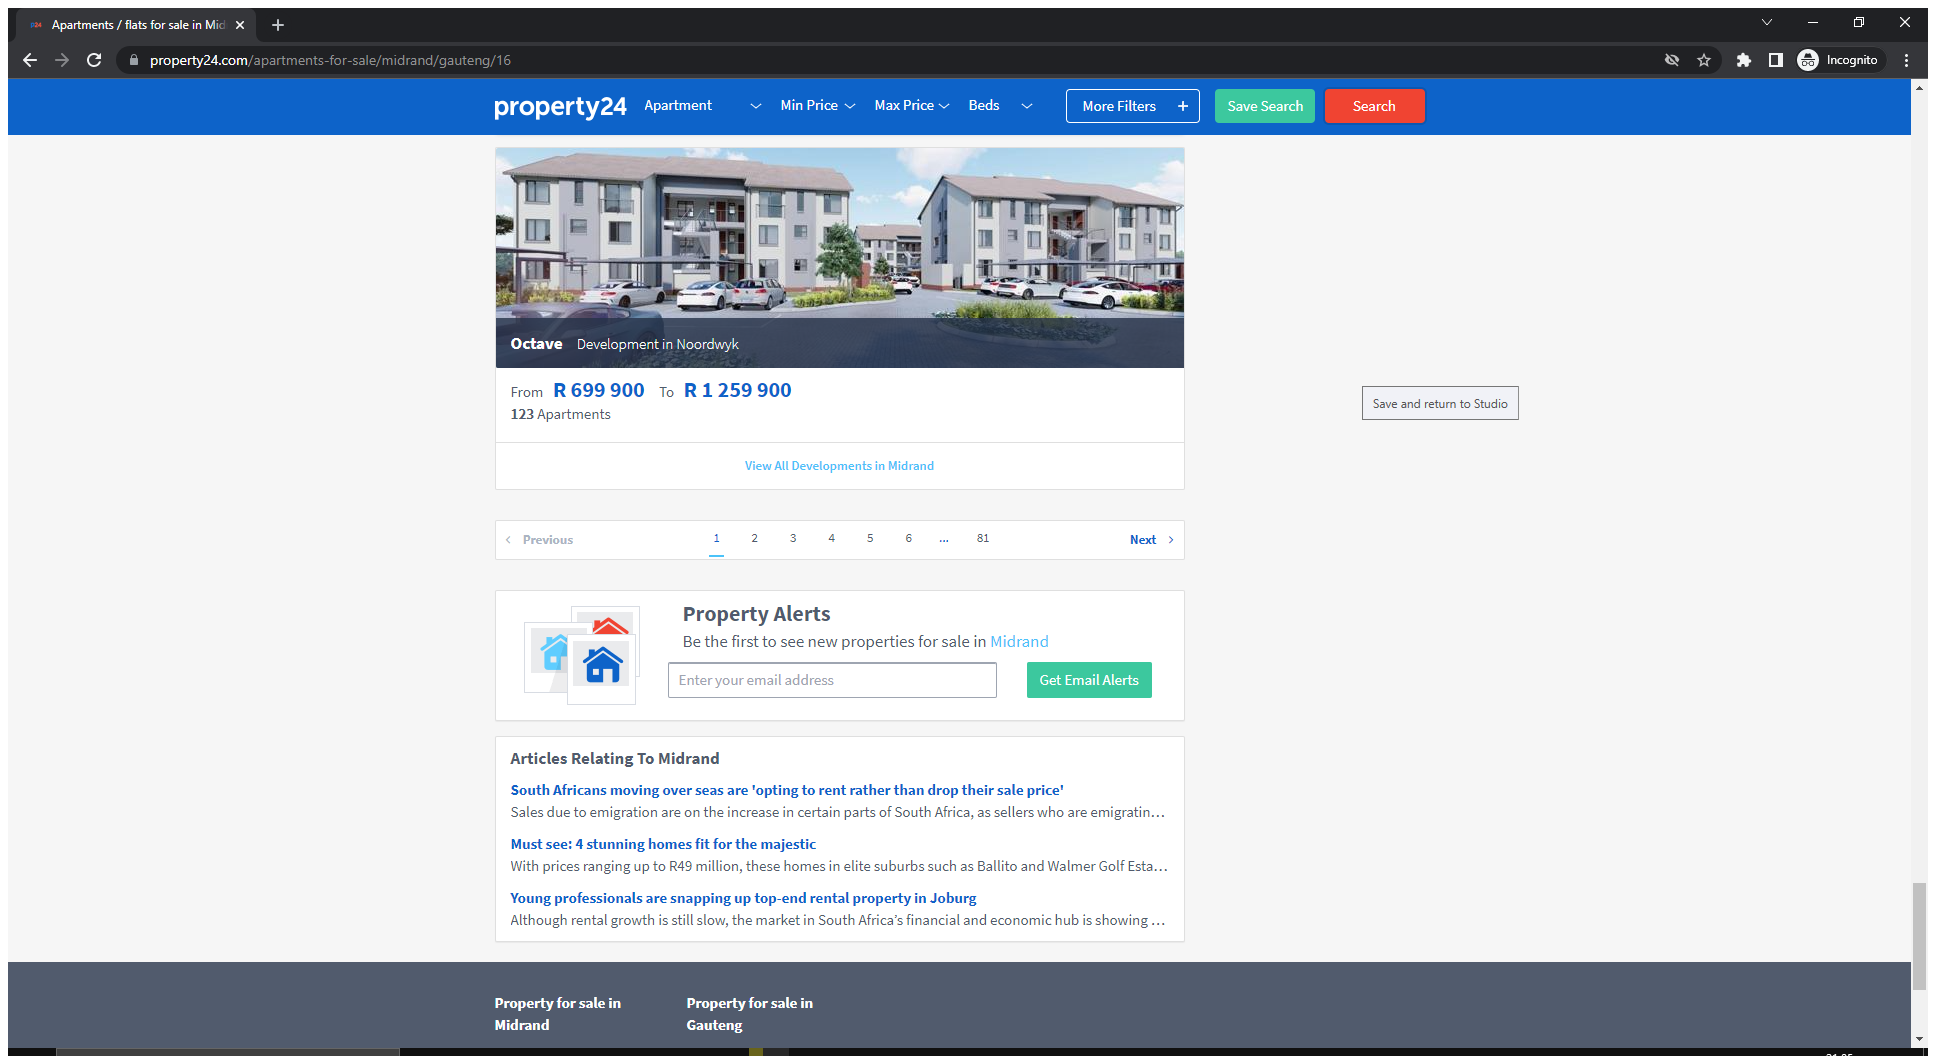 Apartments / flats for sale in Mid
property24.com/apartments-for-sale/midrand/gauteng/16
Incognito
property24 Apartment Min Price Max Price Beds More Filters + Save Search Search
Octave Development in Noordwyk
From R 699 900 To R 1 259 900
123 Apartments
Save and return to Studio
View All Developments in Midrand
Previous 1 2 3 4 5 6 ... 81 Next
Property Alerts
Be the first to see new properties for sale in Midrand
Enter your email address Get Email Alerts
Articles Relating To Midrand
South Africans moving over seas are 'opting to rent rather than drop their sale price'
Sales due to emigration are on the increase in certain parts of South Africa, as sellers who are emigratin…
Must see: 4 stunning homes fit for the majestic
With prices ranging up to R49 million, these homes in elite suburbs such as Ballito and Walmer Golf Esta…
Young professionals are snapping up top-end rental property in Joburg
Although rental growth is still slow, the market in South Africa’s financial and economic hub is showing …
Property for sale in
Midrand
Property for sale in
Gauteng